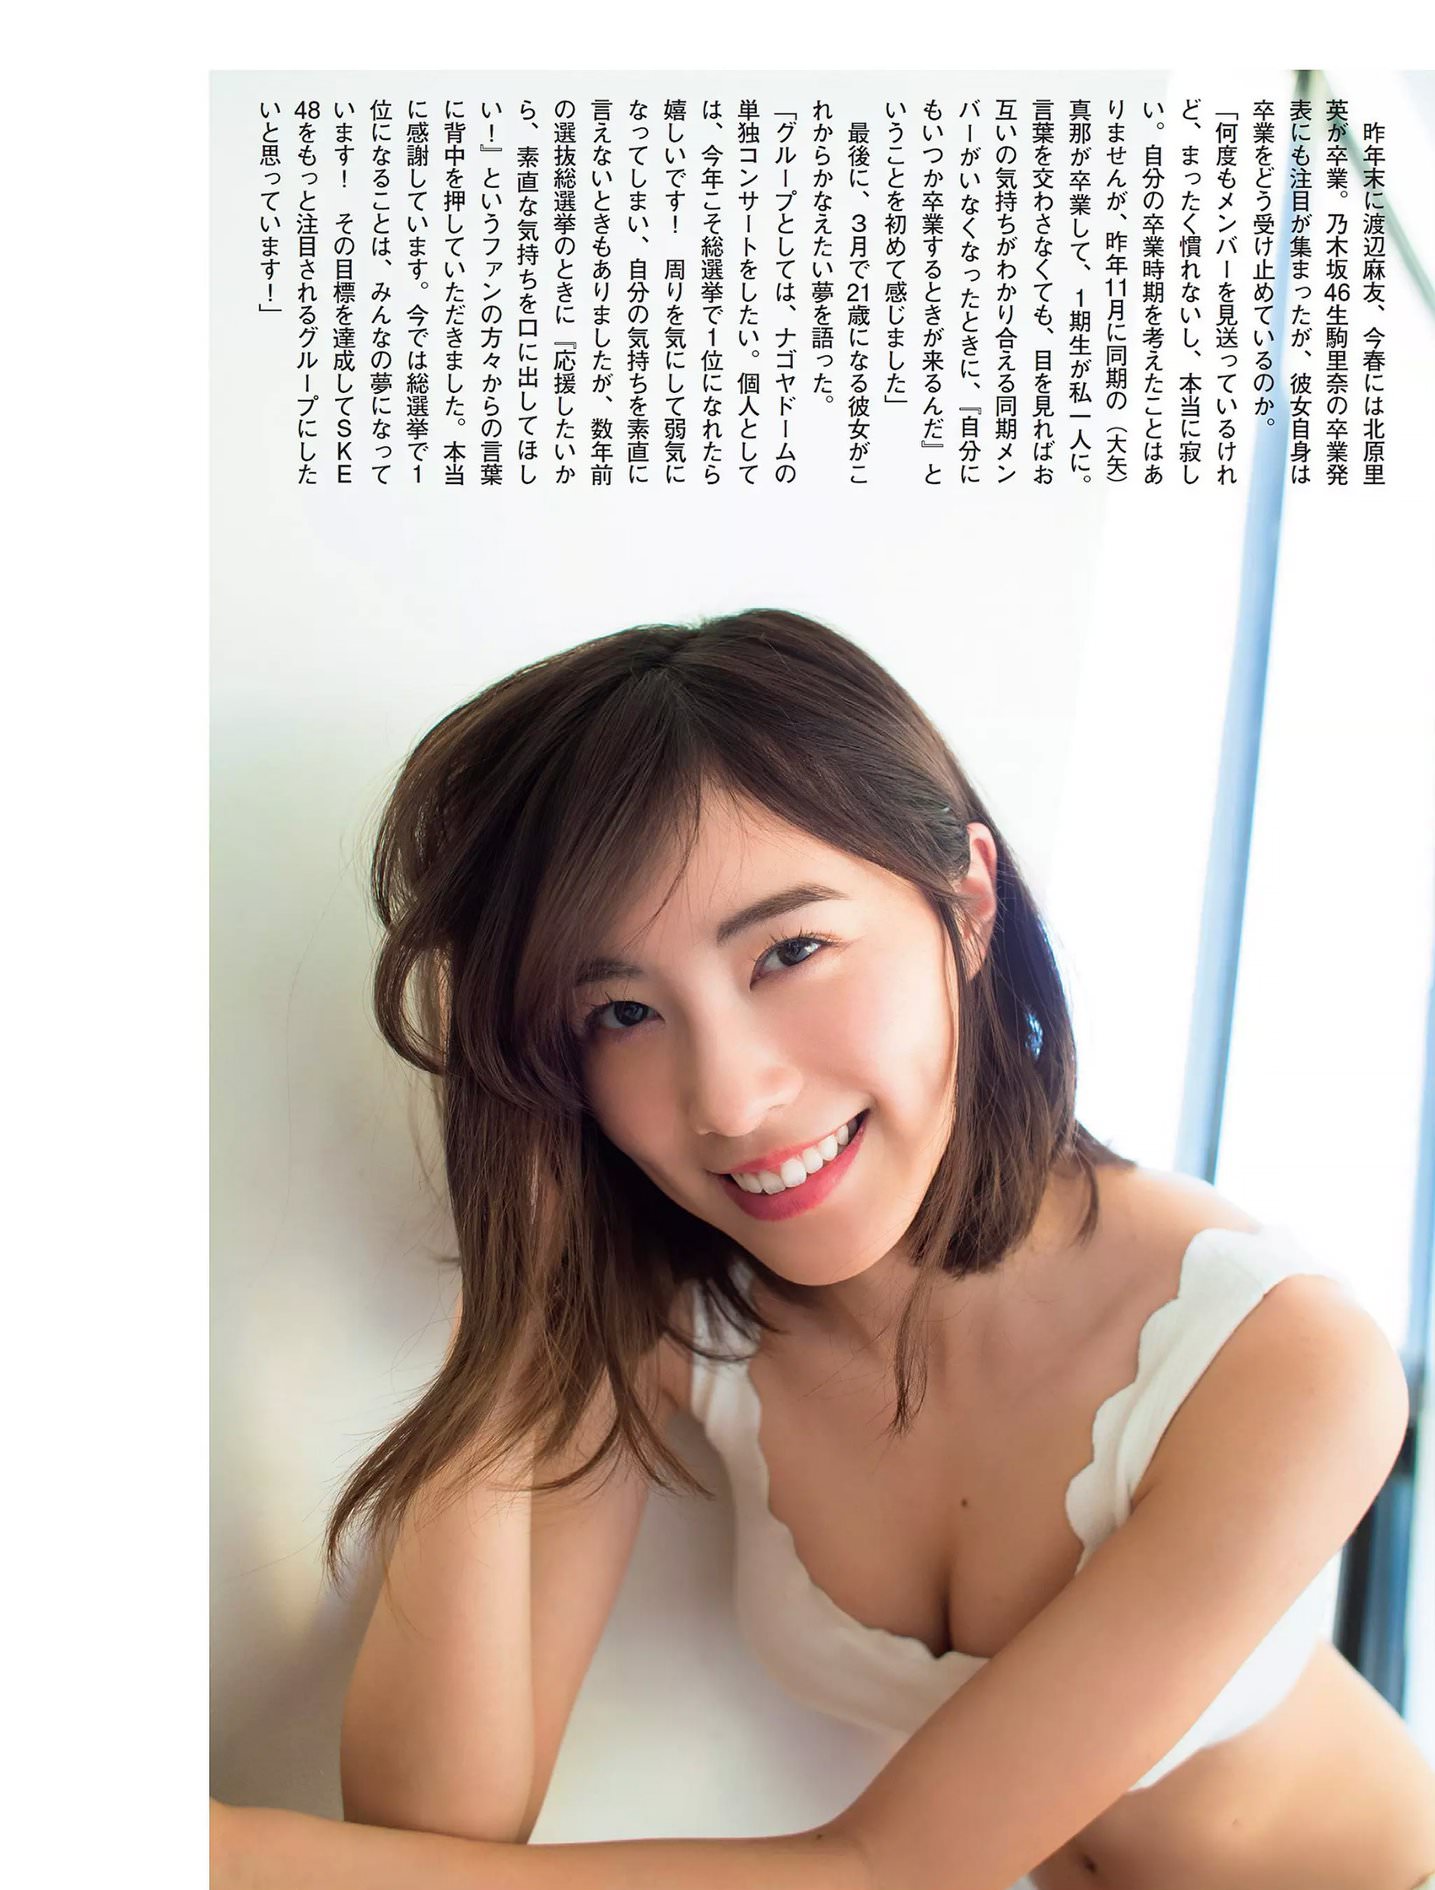 昨年末に渡辺麻友、今春には北原里
英が卒業。乃木坂46生駒里奈の卒業発
表にも注目が集まったが、彼女自身は
卒業をどう受け止めているのか。
「何度もメンバーを見送っているけれ
ど、まったく慣れないし、本当に寂し
い。自分の卒業時期を考えたことはあ
りませんが、昨年11月に同期の（大矢）
真那が卒業して、1期生が私一人に。
言葉を交わさなくても、目を見ればお
互いの気持ちがわかり合える同期メン
バーがいなくなったときに、『自分に
もいつか卒業するときが来るんだ』と
いうことを初めて感じました」
　最後に、3月で21歳になる彼女がこ
れからかなえたい夢を語った。
「グループとしては、ナゴヤドームの
単独コンサートをしたい。個人として
は、今年こそ総選挙で1位になれたら
嬉しいです！　周りを気にして弱気に
なってしまい、自分の気持ちを素直に
言えないときもありましたが、数年前
の選抜総選挙のときに『応援したいか
ら、素直な気持ちを口に出してほし
い！』というファンの方々からの言葉
に背中を押していただきました。本当
に感謝しています。今では総選挙で1
位になることは、みんなの夢になって
います！　その目標を達成してSKE
48をもっと注目されるグループにした
いと思っています！」